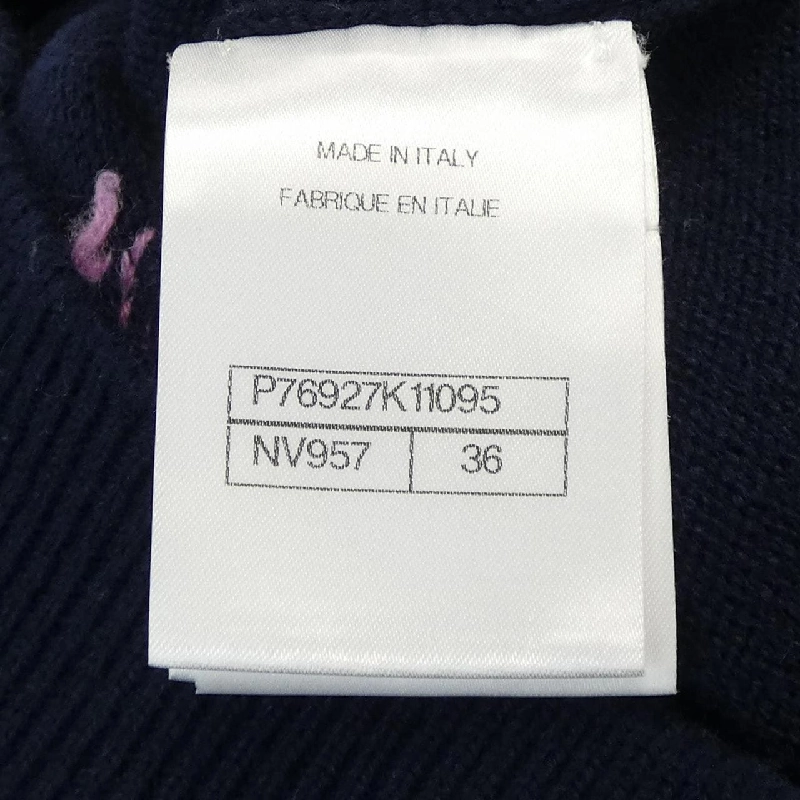 MADE IN ITALY
FABRIQUE EN ITALIE
P76927K11095
NV957 36